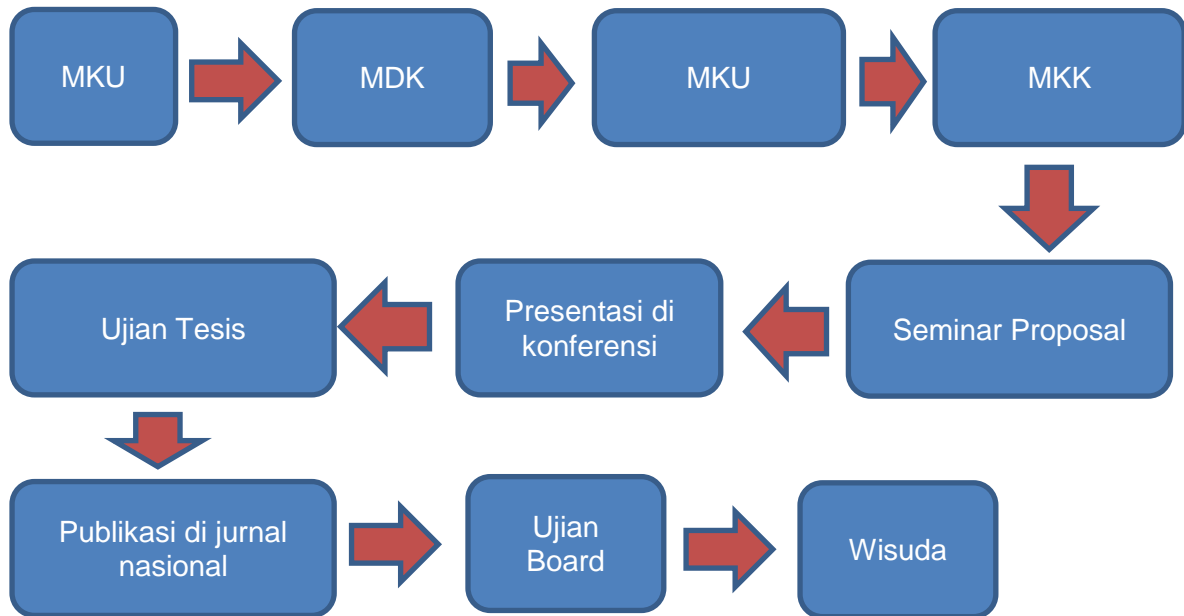 MKU
MDK
MKU
MKK
Seminar Proposal
Presentasi di
konferensi
Ujian Tesis
Publikasi di jurnal
nasional
Ujian
Board
Wisuda